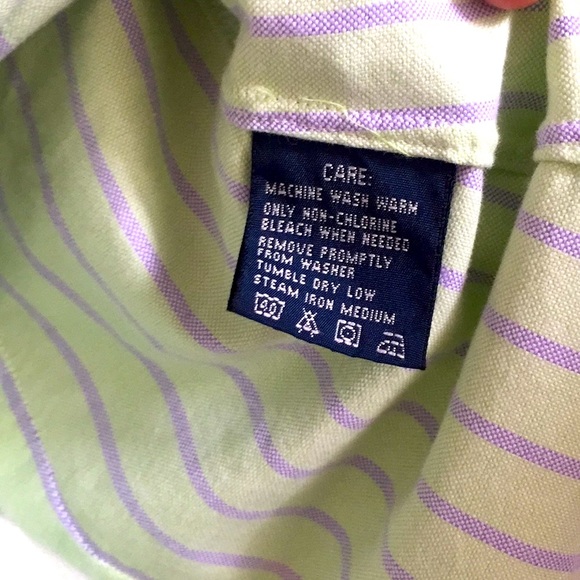 CARE:
MACHINE WASH WARM
ONLY NON-CHLORINE
BLEACH WHEN NEEDED
REMOVE PROMPTLY
FROM WASHER
TUMBLE DRY LOW
STEAM IRON MEDIUM